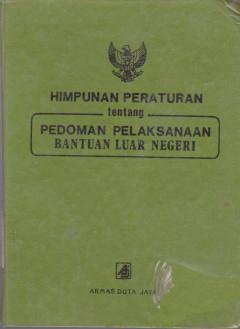 HIMPUNAN PERATURAN
tentang
PEDOMAN PELAKSANAAN
BANTUAN LUAR NEGERI
ARMAS DUTA JAYA